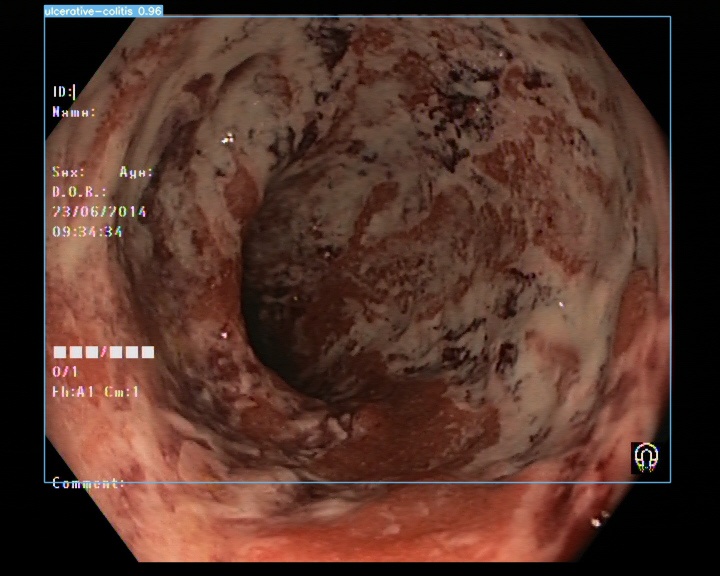 ulcerative-colitis 0.96
ID:
Name:
Sex: Age:
D.O.B.:
23/06/2014
09:34:34
■■■/■■■
0/1
Eh:A1 Cm:1
Comment: